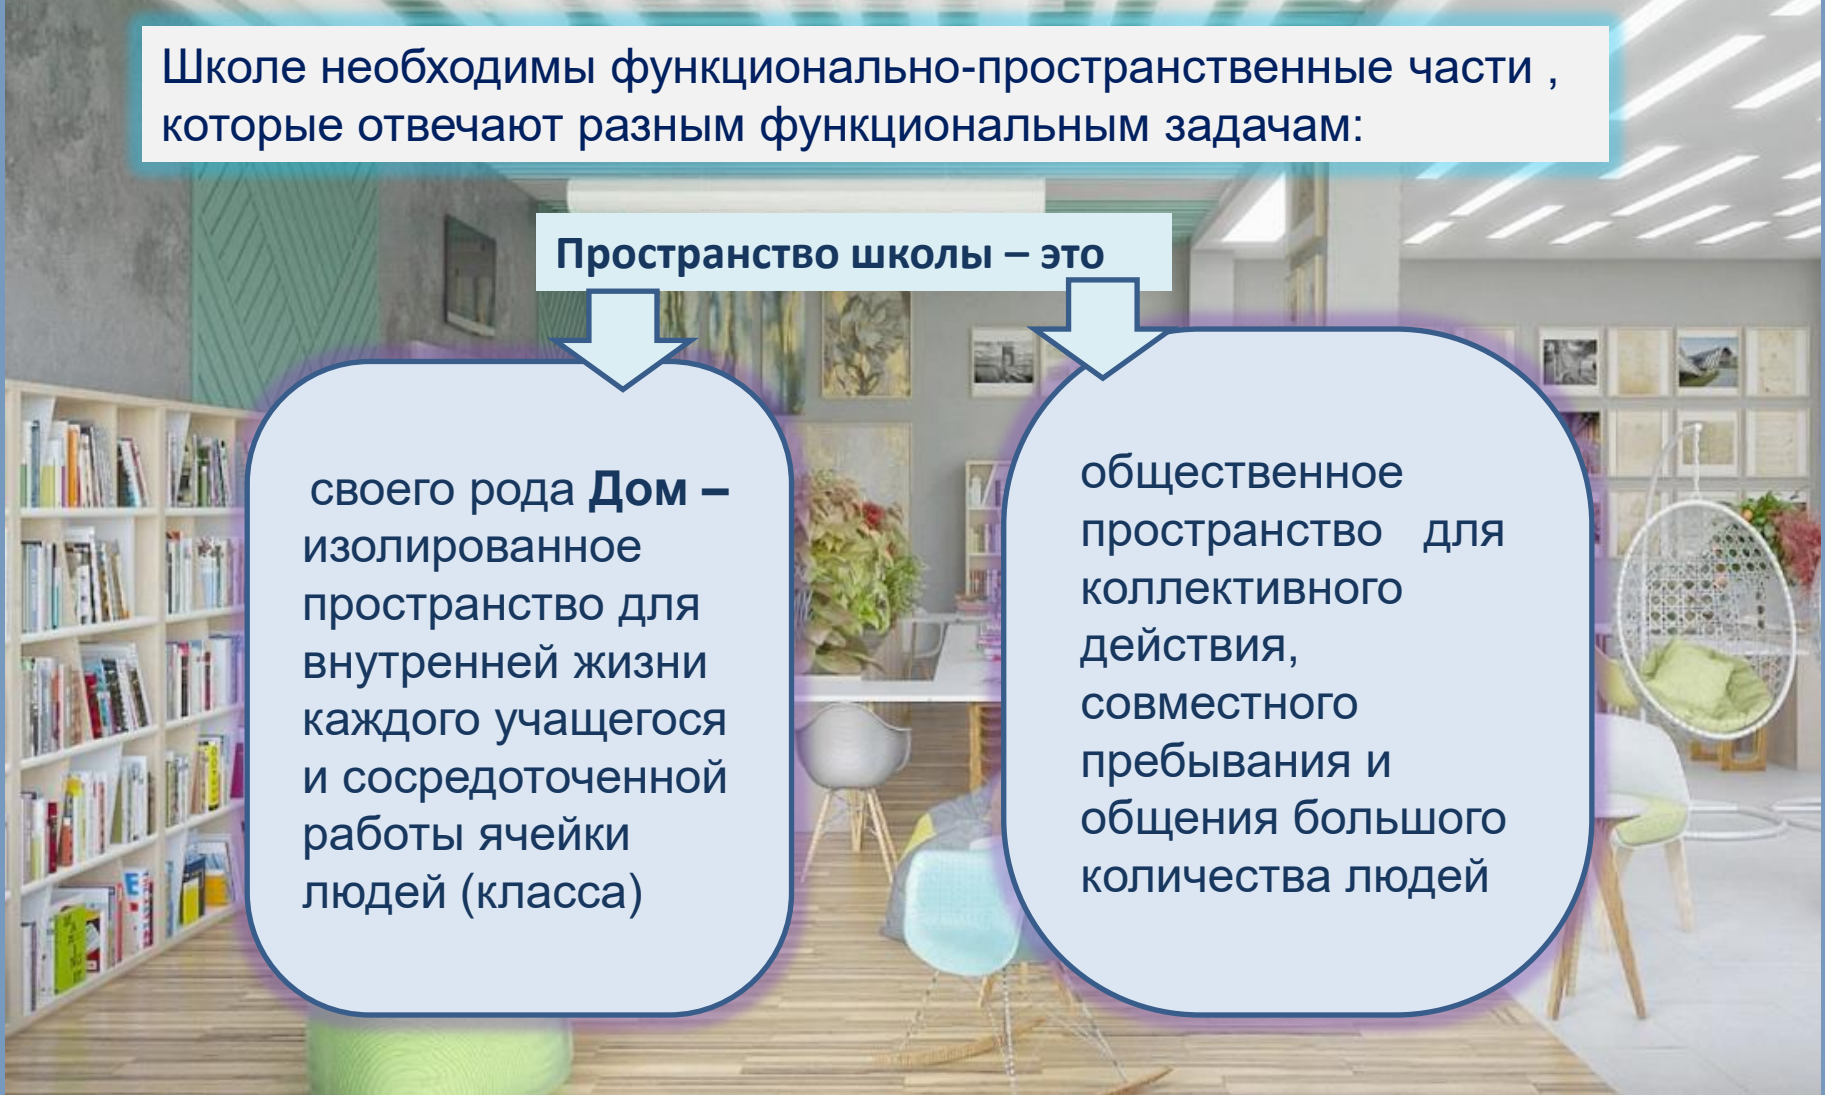 Школе необходимы функционально-пространственные части ,
которые отвечают разным функциональным задачам:
Пространство школы – это
своего рода Дом –
изолированное
пространство для
внутренней жизни
каждого учащегося
и сосредоточенной
работы ячейки
людей (класса)
общественное
пространство для
коллективного
действия,
совместного
пребывания и
общения большого
количества людей